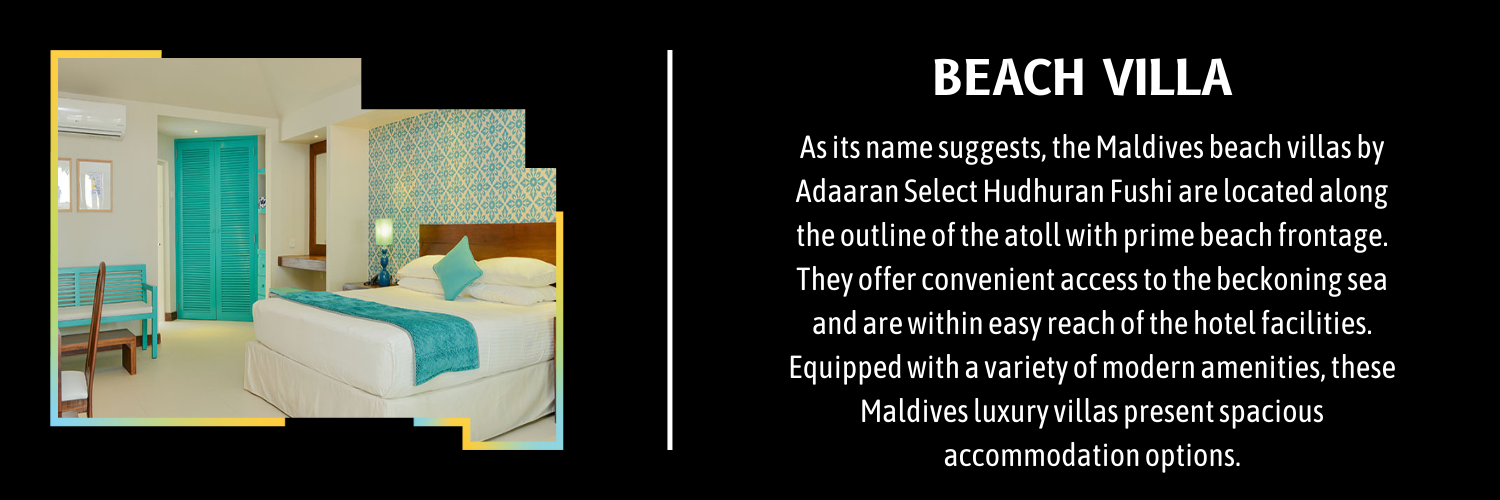 BEACH VILLA
As its name suggests, the Maldives beach villas by
Adaaran Select Hudhuran Fushi are located along
the outline of the atoll with prime beach frontage.
They offer convenient access to the beckoning sea
and are within easy reach of the hotel facilities.
Equipped with a variety of modern amenities, these
Maldives luxury villas present spacious
accommodation options.